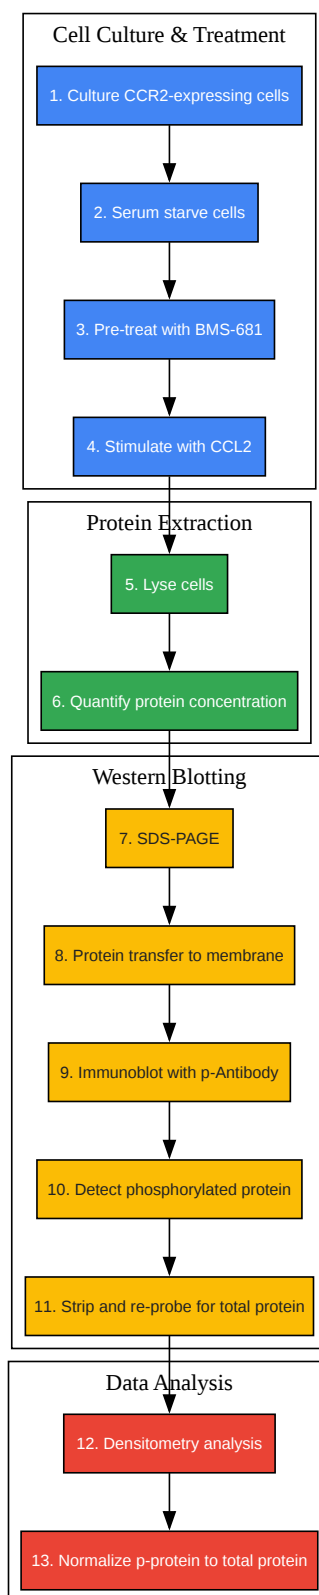 Cell Culture & Treatment
1. Culture CCR2-expressing cells
2. Serum starve cells
3. Pre-treat with BMS-681
4. Stimulate with CCL2
Protein Extraction
5. Lyse cells
6. Quantify protein concentration
Western Blotting
7. SDS-PAGE
8. Protein transfer to membrane
9. Immunoblot with p-Antibody
10. Detect phosphorylated protein
11. Strip and re-probe for total protein
Data Analysis
12. Densitometry analysis
13. Normalize p-protein to total protein